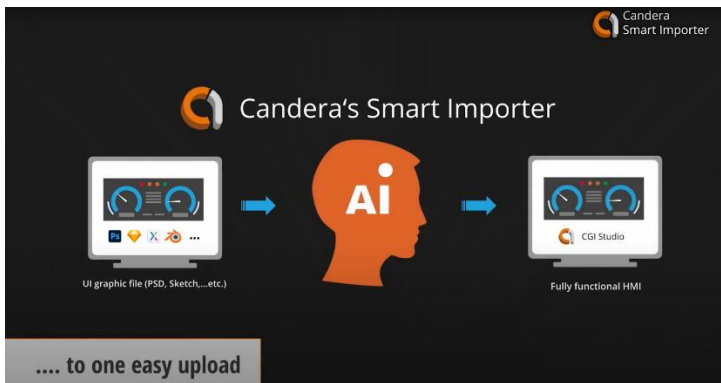 Candera
Smart Importer
Candera's Smart Importer
AI
Ps
X
...
CGI Studio
UI graphic file (PSD, Sketch,...etc.)
Fully functional HMI
.... to one easy upload